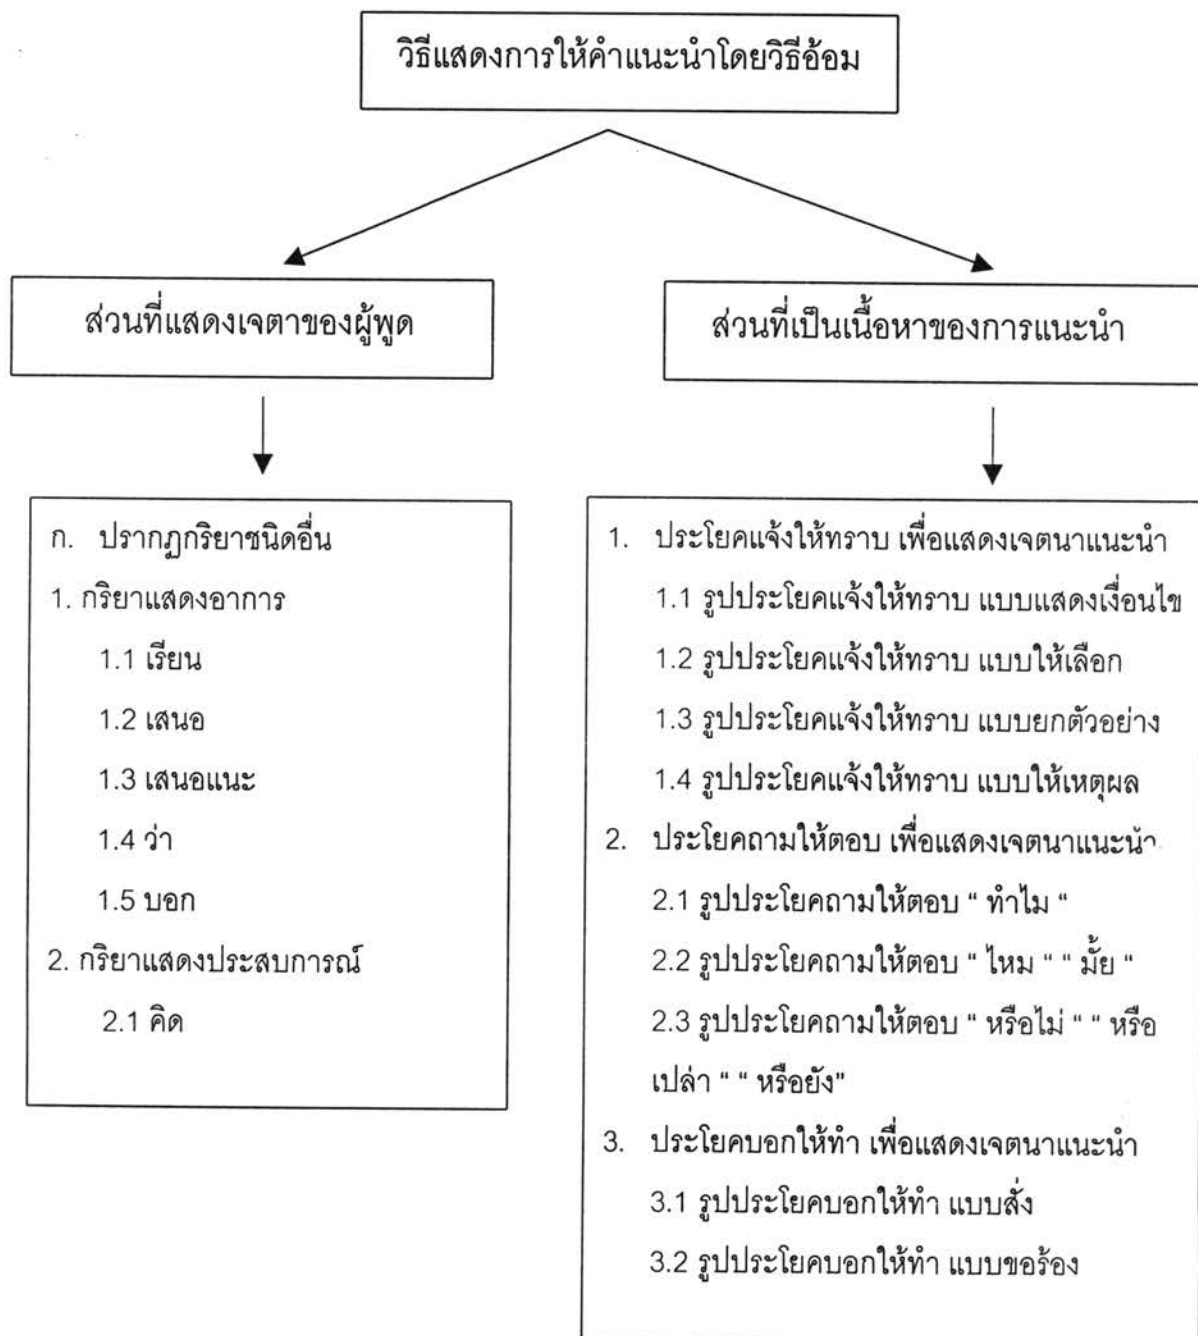 วิธีแสดงการให้คำแนะนำโดยวิธีอ้อม
ส่วนที่แสดงเจตาของผู้พูด
ส่วนที่เป็นเนื้อหาของการแนะนำ
ก. ปรากฏกริยาชนิดอื่น
1. กริยาแสดงอาการ
1.1 เรียน
1.2 เสนอ
1.3 เสนอแนะ
1.4 ว่า
1.5 บอก
2. กริยาแสดงประสบการณ์
2.1 คิด
1. ประโยคแจ้งให้ทราบ เพื่อแสดงเจตนาแนะนำ
1.1 รูปประโยคแจ้งให้ทราบ แบบแสดงเงื่อนไข
1.2 รูปประโยคแจ้งให้ทราบ แบบให้เลือก
1.3 รูปประโยคแจ้งให้ทราบ แบบยกตัวอย่าง
1.4 รูปประโยคแจ้งให้ทราบ แบบให้เหตุผล
2. ประโยคถามให้ตอบ เพื่อแสดงเจตนาแนะนำ
2.1 รูปประโยคถามให้ตอบ “ ทำไม “
2.2 รูปประโยคถามให้ตอบ “ ไหม “ “ มั้ย “
2.3 รูปประโยคถามให้ตอบ “ หรือไม่ “ “ หรือ
เปล่า “ “ หรือยัง”
3. ประโยคบอกให้ทำ เพื่อแสดงเจตนาแนะนำ
3.1 รูปประโยคบอกให้ทำ แบบสั่ง
3.2 รูปประโยคบอกให้ทำ แบบขอร้อง